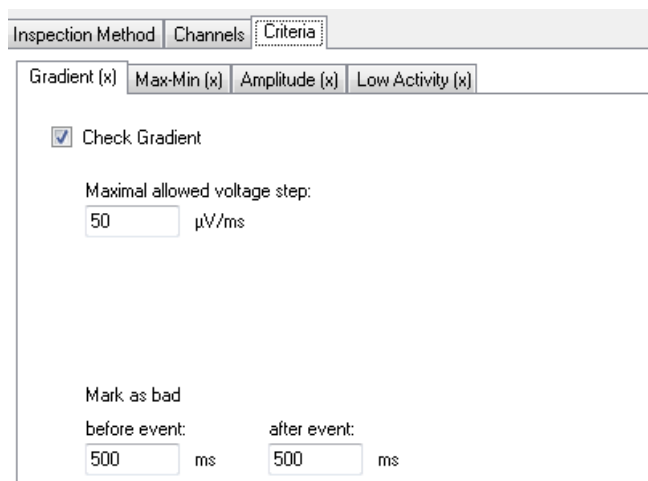 Inspection Method Channels Criteria
Gradient (x) Max-Min (x) Amplitude (x) Low Activity (x)
Check Gradient
Maximal allowed voltage step:
50 µV/ms
Mark as bad
before event: after event:
500 ms 500 ms